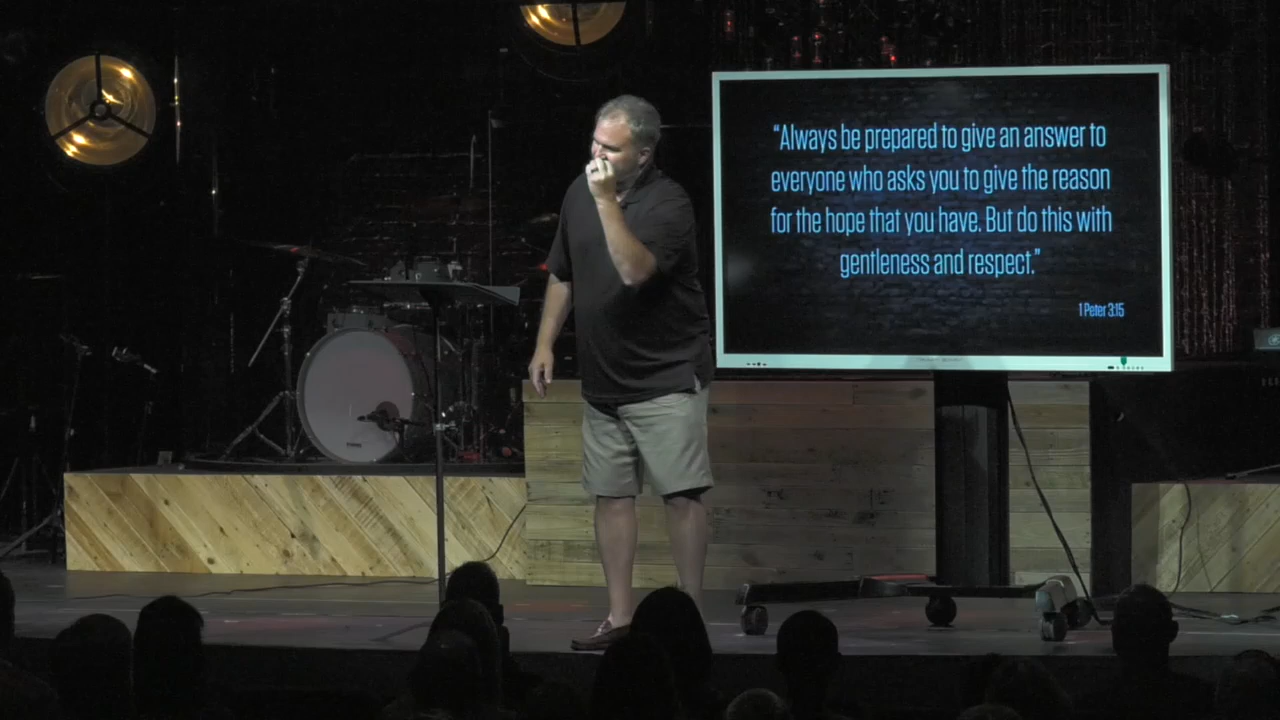 “Always be prepared to give an answer to
everyone who asks you to give the reason
for the hope that you have. But do this with
gentleness and respect.”
1 Peter 3:15